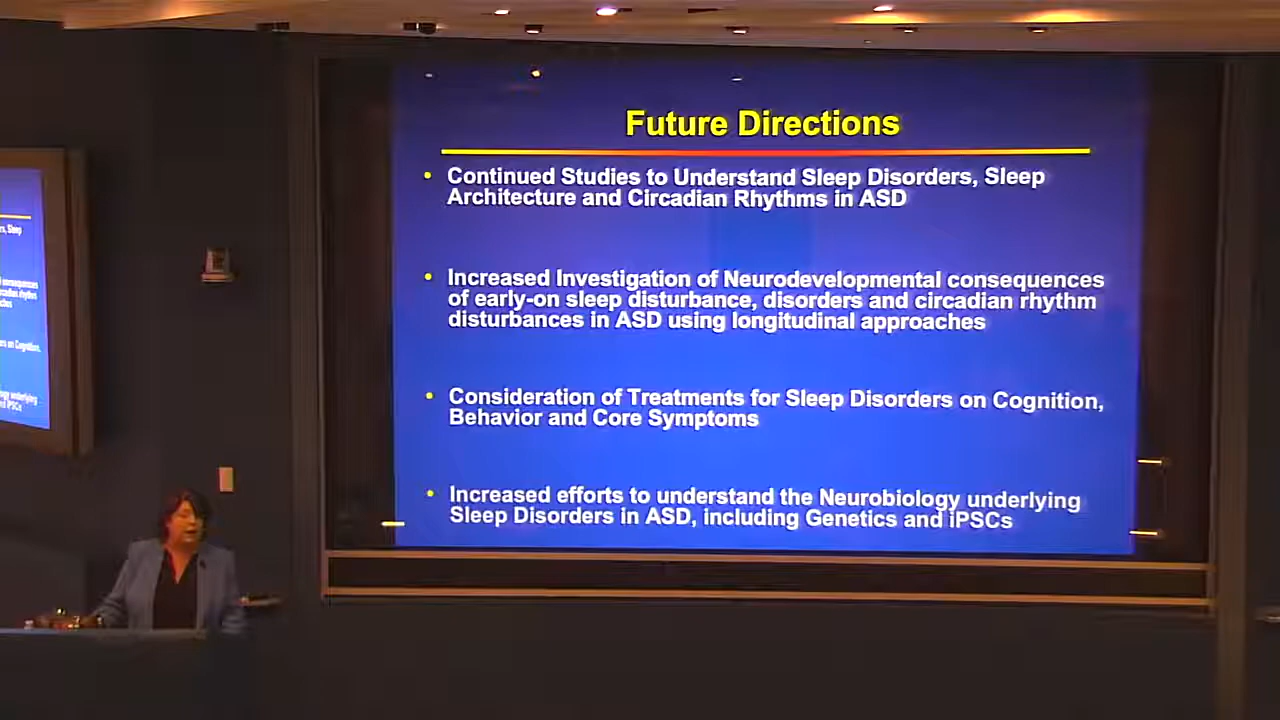 Future Directions
• Continued Studies to Understand Sleep Disorders, Sleep
Architecture and Circadian Rhythms in ASD
• Increased Investigation of Neurodevelopmental consequences
of early-on sleep disturbance, disorders and circadian rhythm
disturbances in ASD using longitudinal approaches
• Consideration of Treatments for Sleep Disorders on Cognition,
Behavior and Core Symptoms
• Increased efforts to understand the Neurobiology underlying
Sleep Disorders in ASD, including Genetics and iPSCs